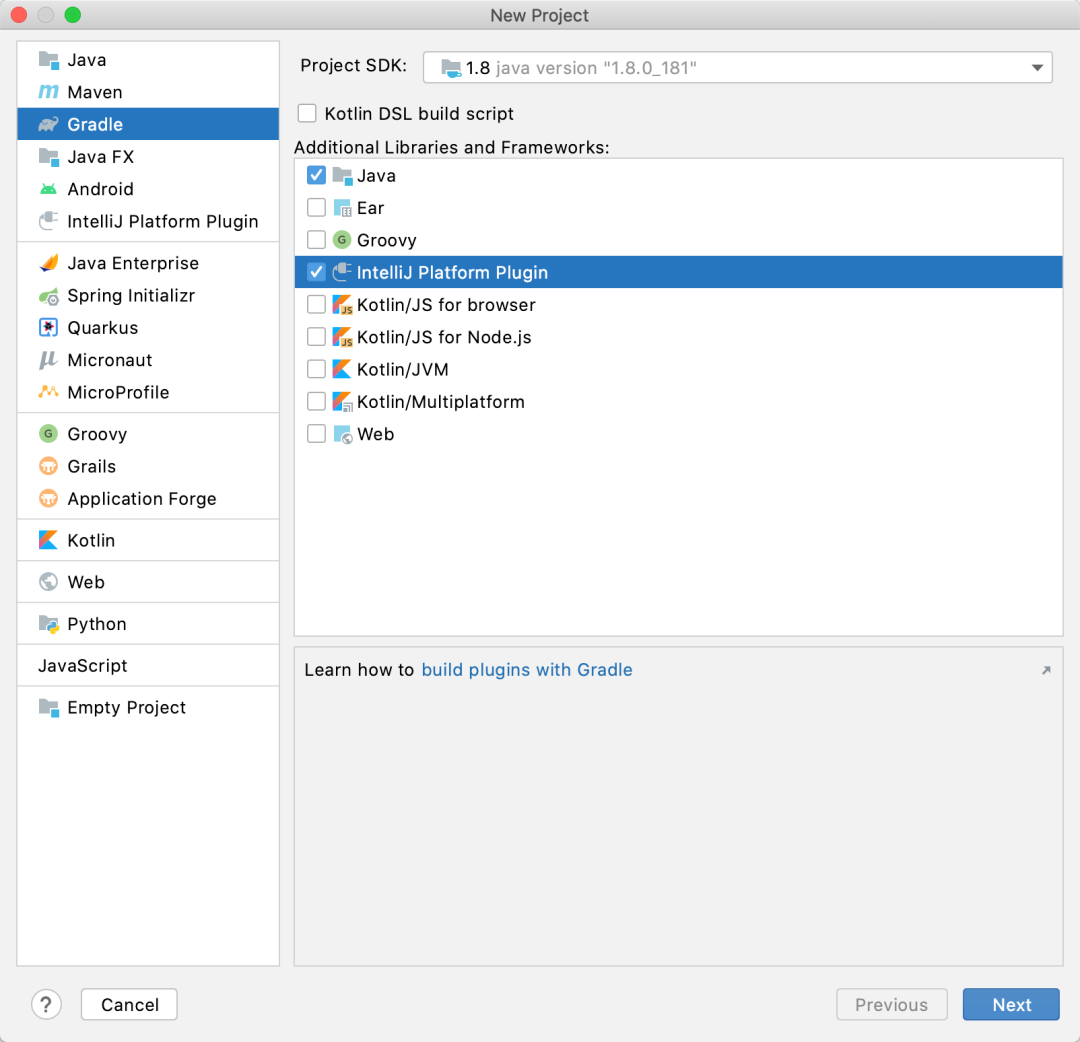 New Project
Java
Maven
Gradle
Java FX
Android
IntelliJ Platform Plugin
Java Enterprise
Spring Initializr
Quarkus
Micronaut
MicroProfile
Groovy
Grails
Application Forge
Kotlin
Web
Python
JavaScript
Empty Project
Project SDK: 1.8 java version "1.8.0_181"
Kotlin DSL build script
Additional Libraries and Frameworks:
Java
Ear
Groovy
IntelliJ Platform Plugin
Kotlin/JS for browser
Kotlin/JS for Node.js
Kotlin/JVM
Kotlin/Multiplatform
Web
Learn how to build plugins with Gradle
? Cancel Previous Next